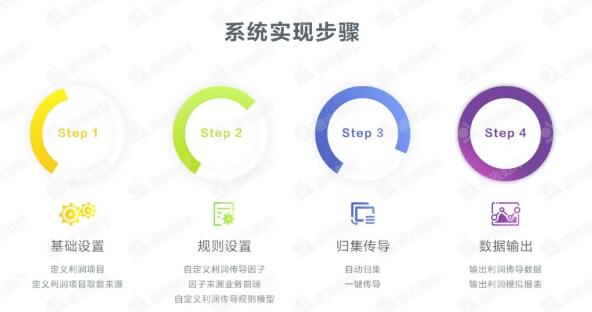 系统实现步骤
Step 1
Step 2
Step 3
Step 4
基础设置
规则设置
归集传导
数据输出
定义利润项目
定义利润项目取数来源
自定义利润传导因子
因子来源业务前端
自定义利润传导规则模型
自动归集
一键传导
输出利润传导数据
输出利润模拟报表